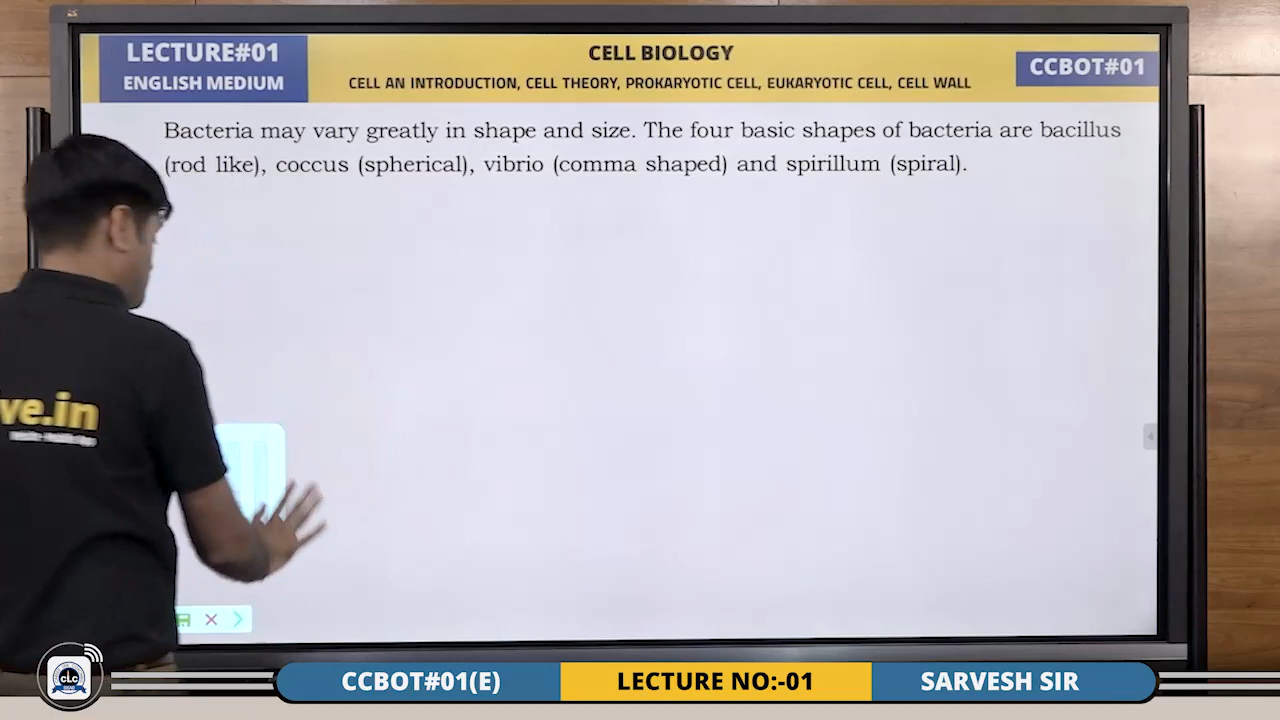 LECTURE#01
ENGLISH MEDIUM
CELL BIOLOGY
CELL AN INTRODUCTION, CELL THEORY, PROKARYOTIC CELL, EUKARYOTIC CELL, CELL WALL
CCBOT#01
Bacteria may vary greatly in shape and size. The four basic shapes of bacteria are bacillus
(rod like), coccus (spherical), vibrio (comma shaped) and spirillum (spiral).
ve.in
CLC
CCBOT#01(E)
LECTURE NO:-01
SARVESH SIR